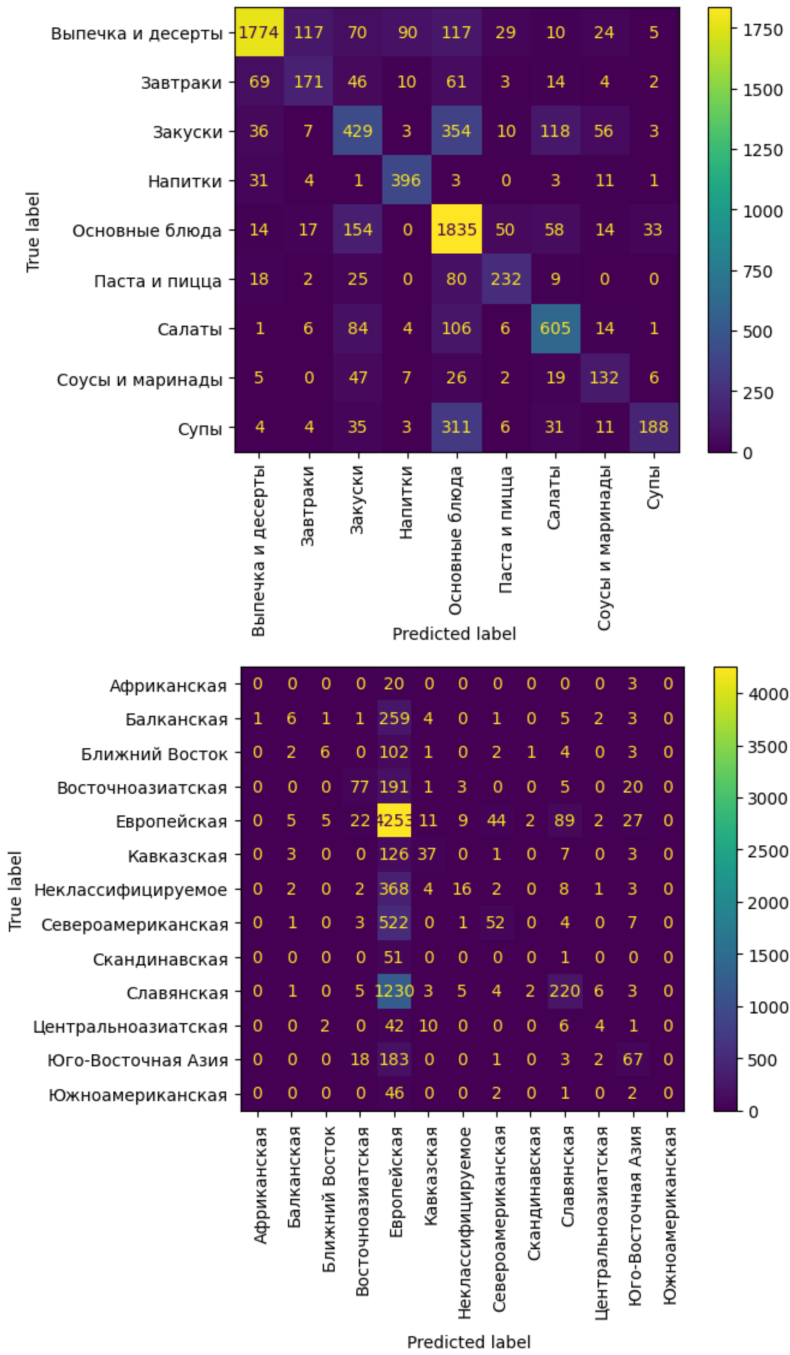 Выпечка и десерты 1774 117 70 90 117 29 10 24 5
Завтраки 69 171 46 10 61 3 14 4 2
Закуски 36 7 429 3 354 10 118 56 3
Напитки 31 4 1 396 3 0 3 11 1
Основные блюда 14 17 154 0 1835 50 58 14 33
Паста и пицца 18 2 25 0 80 232 9 0 0
Салаты 1 6 84 4 106 6 605 14 1
Соусы и маринады 5 0 47 7 26 2 19 132 6
Супы 4 4 35 3 311 6 31 11 188
True label
Выпечка и десерты
Завтраки
Закуски
Напитки
Основные блюда
Паста и пицца
Салаты
Соусы и маринады
Супы
Predicted label
1750
1500
1250
1000
750
500
250
0
Африканская 0 0 0 0 20 0 0 0 0 0 0 3 0
Балканская 1 6 1 1 259 4 0 1 0 5 2 3 0
Ближний Восток 0 2 6 0 102 1 0 2 1 4 0 3 0
Восточноазиатская 0 0 0 77 191 1 3 0 0 5 0 20 0
Европейская 0 5 5 22 4253 11 9 44 2 89 2 27 0
Кавказская 0 3 0 0 126 37 0 1 0 7 0 3 0
Неклассифицируемое 0 2 0 2 368 4 16 2 0 8 1 3 0
Североамериканская 0 1 0 3 522 0 1 52 0 4 0 7 0
Скандинавская 0 0 0 0 51 0 0 0 0 1 0 0 0
Славянская 0 1 0 5 1230 3 5 4 2 220 6 3 0
Центральноазиатская 0 0 2 0 42 10 0 0 0 6 4 1 0
Юго-Восточная Азия 0 0 0 18 183 0 0 1 0 3 2 67 0
Южноамериканская 0 0 0 0 46 0 0 2 0 1 0 2 0
True label
Африканская
Балканская
Ближний Восток
Восточноазиатская
Европейская
Кавказская
Неклассифицируемое
Североамериканская
Скандинавская
Славянская
Центральноазиатская
Юго-Восточная Азия
Южноамериканская
Predicted label
4000
3500
3000
2500
2000
1500
1000
500
0